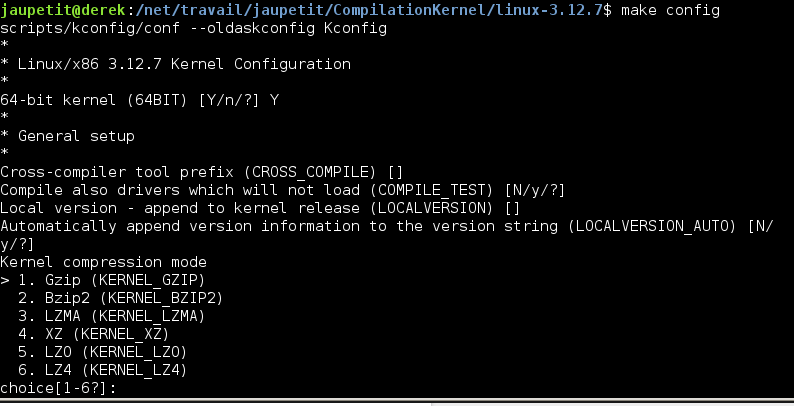 jaupetit@derek:/net/travail/jaupetit/CompilationKernel/linux-3.12.7$ make config
scripts/kconfig/conf --oldaskconfig Kconfig
*
* Linux/x86 3.12.7 Kernel Configuration
*
64-bit kernel (64BIT) [Y/n/?] Y
*
* General setup
*
Cross-compiler tool prefix (CROSS_COMPILE) []
Compile also drivers which will not load (COMPILE_TEST) [N/y/?]
Local version - append to kernel release (LOCALVERSION) []
Automatically append version information to the version string (LOCALVERSION_AUTO) [N/
y/?]
Kernel compression mode
> 1. Gzip (KERNEL_GZIP)
  2. Bzip2 (KERNEL_BZIP2)
  3. LZMA (KERNEL_LZMA)
  4. XZ (KERNEL_XZ)
  5. LZO (KERNEL_LZO)
  6. LZ4 (KERNEL_LZ4)
choice[1-6?]: